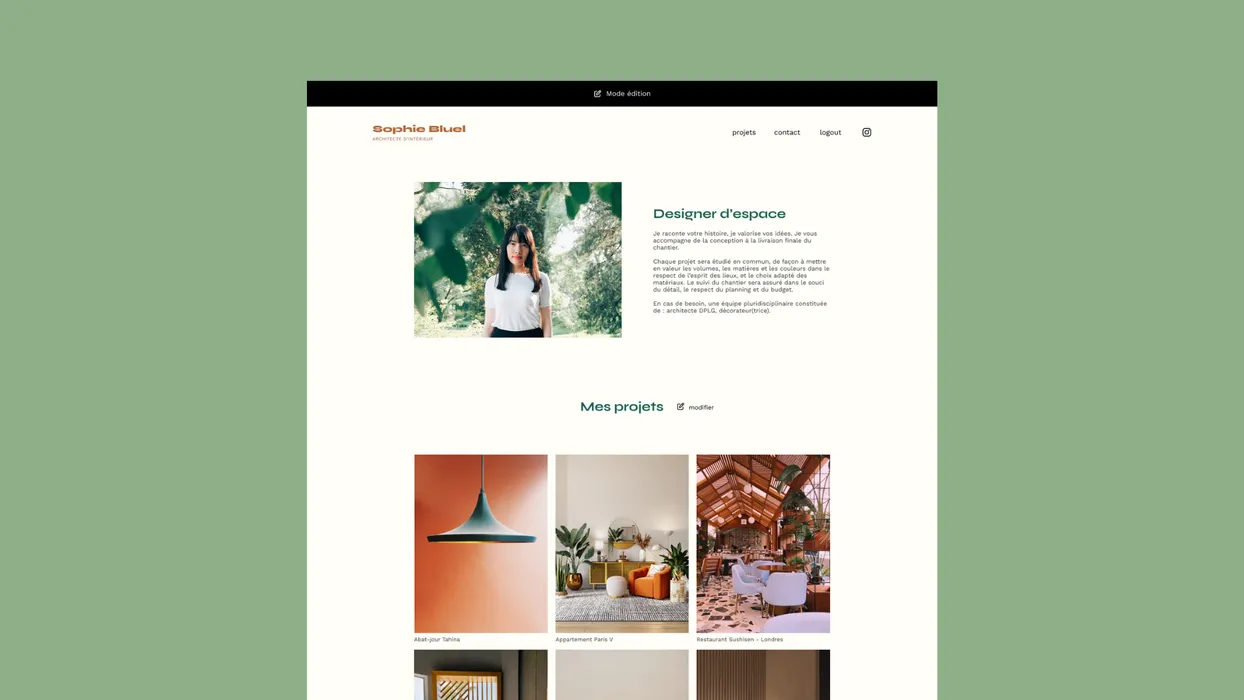 Mode édition
Sophie Bluel
ARCHITECTE D'INTÉRIEUR
projets
contact
logout
Designer d'espace
Je raconte votre histoire, je valorise vos idées. Je vous
accompagne de la conception à la livraison finale du
chantier.
Chaque projet sera étudié en commun, de façon à mettre
en valeur les volumes, les matières et les couleurs dans le
respect de l'esprit des lieux, et le choix adapté des
matériaux. Le suivi du chantier sera assuré dans le souci
du détail, le respect du planning et du budget.
En cas de besoin, une équipe pluridisciplinaire constituée
de : architecte DPLG, décorateur(trice).
Mes projets
modifier
Abat-jour Tahina
Appartement Paris V
Restaurant Sushisen - Londres